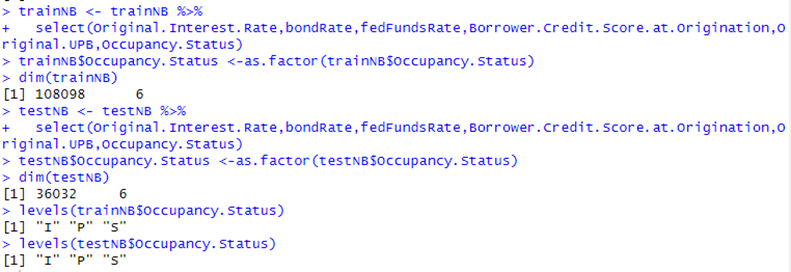 > trainNB <- trainNB %>%
+   select(Original.Interest.Rate,bondRate,fedFundsRate,Borrower.Credit.Score.at.Origination,O
riginal.UPB,Occupancy.Status)
> trainNB$Occupancy.Status <-as.factor(trainNB$Occupancy.Status)
> dim(trainNB)
[1] 108098      6
> testNB <- testNB %>%
+   select(Original.Interest.Rate,bondRate,fedFundsRate,Borrower.Credit.Score.at.Origination,O
riginal.UPB,Occupancy.Status)
> testNB$Occupancy.Status <-as.factor(testNB$Occupancy.Status)
> dim(testNB)
[1] 36032     6
> levels(trainNB$Occupancy.Status)
[1] "I" "P" "S"
> levels(testNB$Occupancy.Status)
[1] "I" "P" "S"